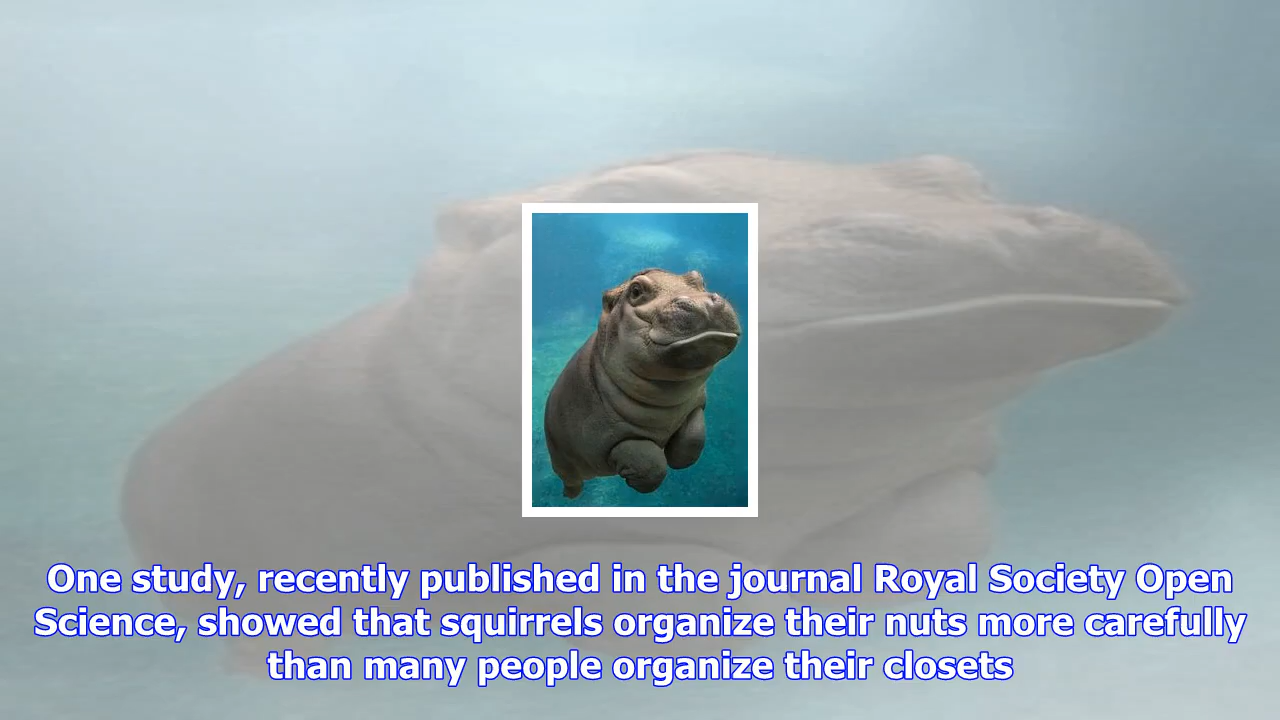 One study, recently published in the journal Royal Society Open
Science, showed that squirrels organize their nuts more carefully
than many people organize their closets